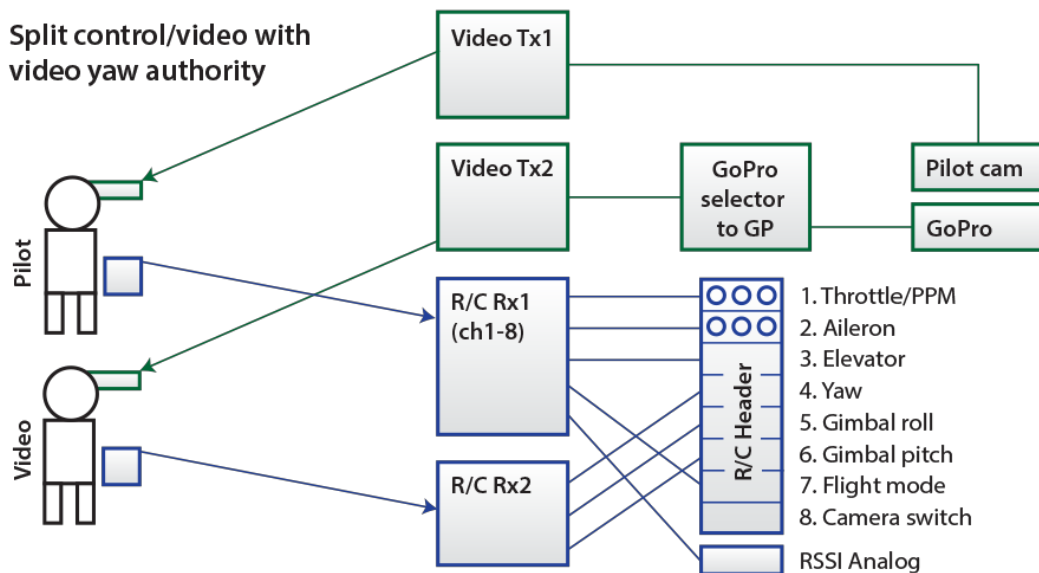 Split control/video with
video yaw authority
Video Tx1
Video Tx2
GoPro
selector
to GP
Pilot cam
GoPro
Pilot
Video
R/C Rx1
(ch1-8)
R/C Rx2
R/C Header
1. Throttle/PPM
2. Aileron
3. Elevator
4. Yaw
5. Gimbal roll
6. Gimbal pitch
7. Flight mode
8. Camera switch
RSSI Analog